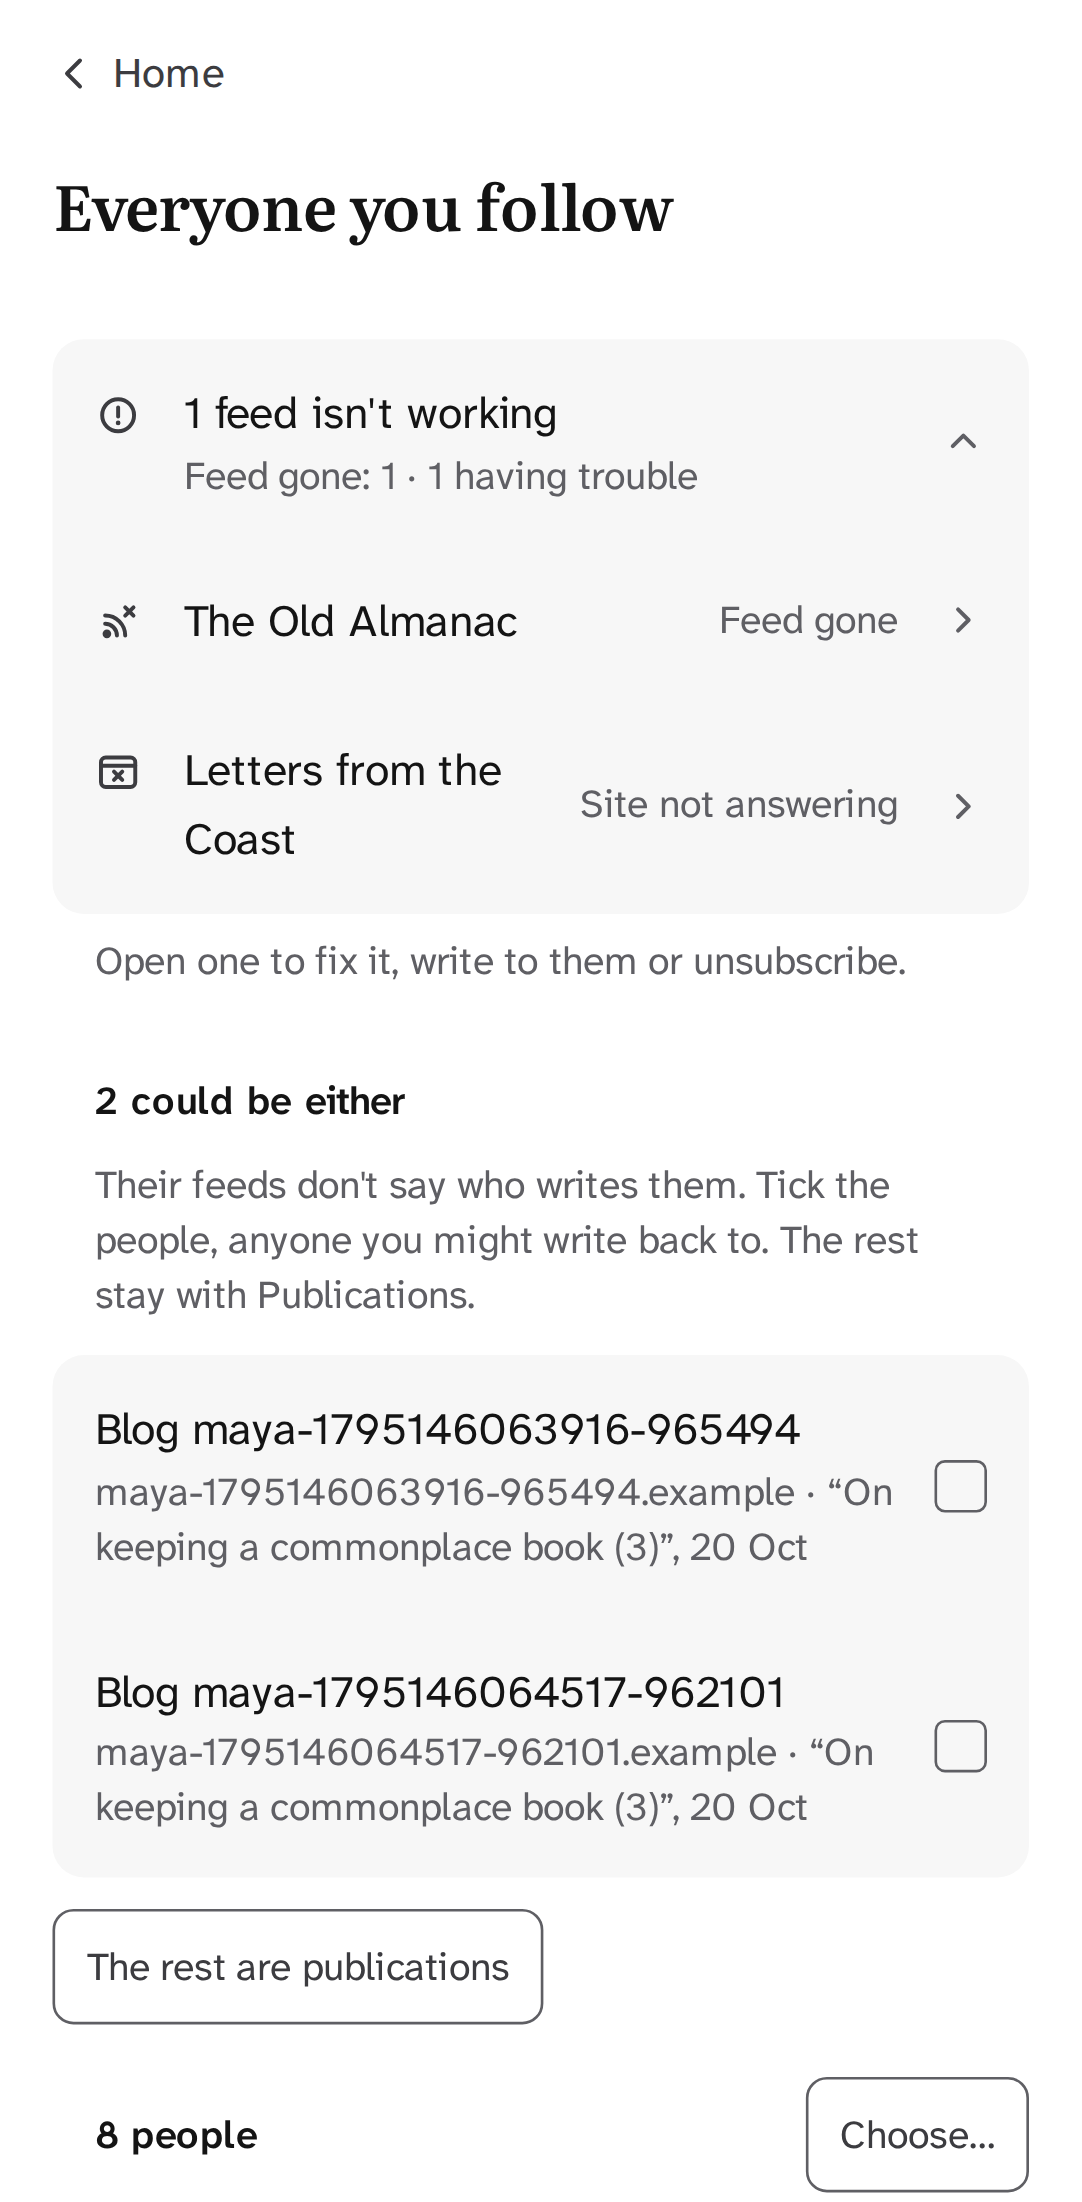 Home
Everyone you follow
1 feed isn't working
Feed gone: 1 · 1 having trouble
The Old Almanac
Feed gone
Letters from the
Coast
Site not answering
Open one to fix it, write to them or unsubscribe.
2 could be either
Their feeds don't say who writes them. Tick the
people, anyone you might write back to. The rest
stay with Publications.
Blog maya-1795146063916-965494
maya-1795146063916-965494.example · “On
keeping a commonplace book (3)”, 20 Oct
Blog maya-1795146064517-962101
maya-1795146064517-962101.example · “On
keeping a commonplace book (3)”, 20 Oct
The rest are publications
8 people
Choose…